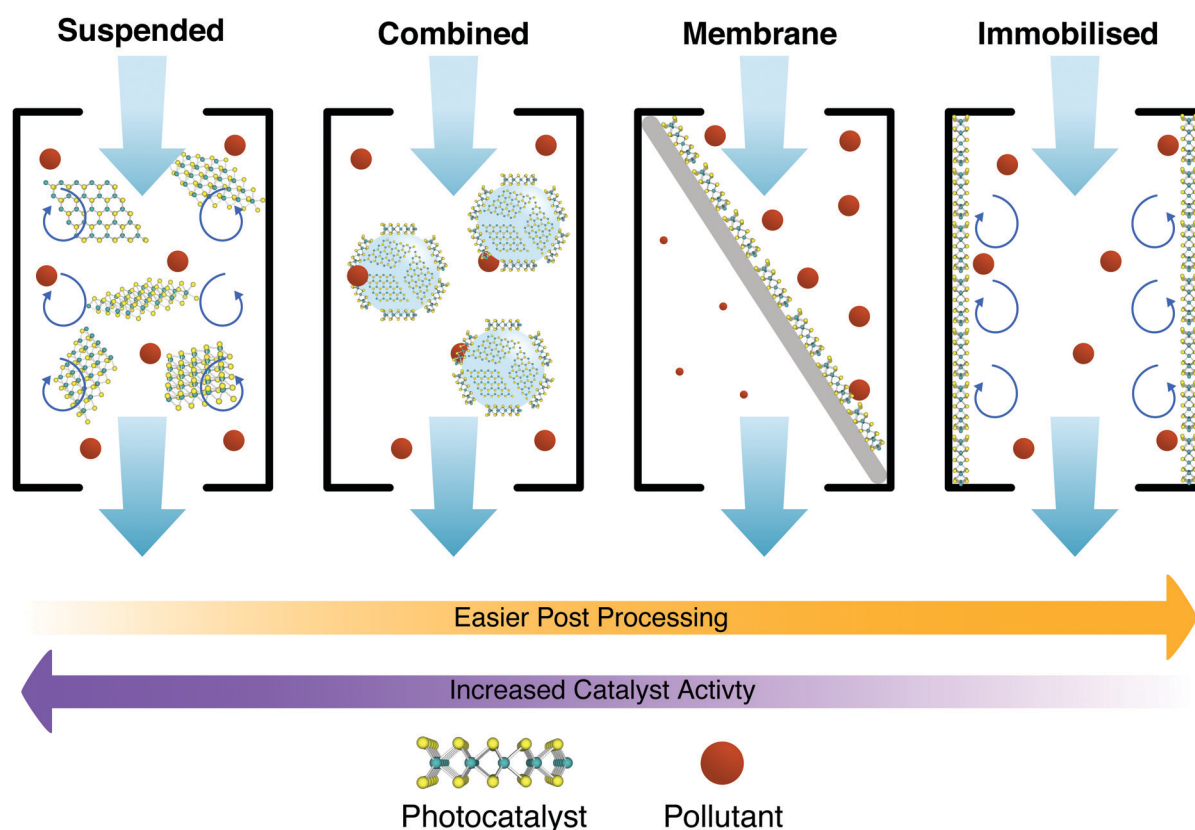 Suspended
Combined
Membrane
Immobilised
Easier Post Processing
Increased Catalyst Activty
Photocatalyst
Pollutant